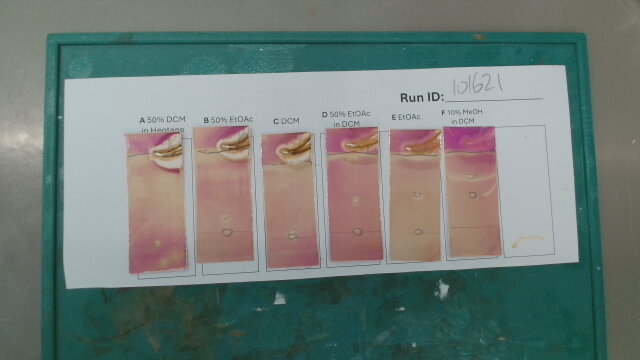 Run ID: 101621
A 50% DCM
in Heptane
B 50% EtOAc
C DCM
D 50% EtOAc
in DCM
E EtOAc
F 10% MeOH
in DCM